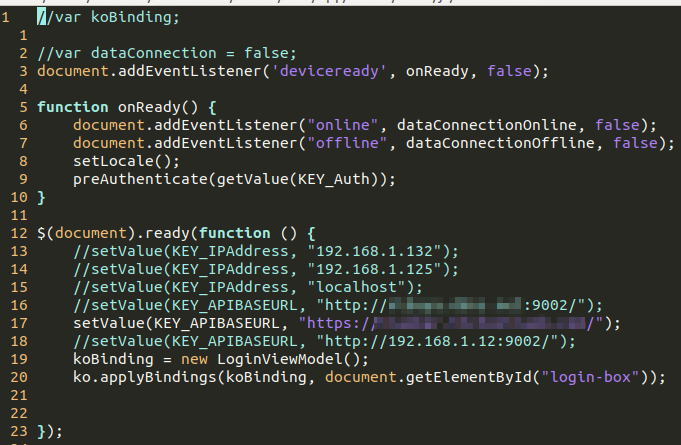 1 //var koBinding;
1
2 //var dataConnection = false;
3 document.addEventListener('deviceready', onReady, false);
4
5 function onReady() {
6 document.addEventListener("online", dataConnectionOnline, false);
7 document.addEventListener("offline", dataConnectionOffline, false);
8 setLocale();
9 preAuthenticate(getValue(KEY_Auth));
10 }
11
12 $(document).ready(function () {
13 //setValue(KEY_IPAddress, "192.168.1.132");
14 //setValue(KEY_IPAddress, "192.168.1.125");
15 //setValue(KEY_IPAddress, "localhost");
16 //setValue(KEY_APIBASEURL, "http:// :9002/");
17 setValue(KEY_APIBASEURL, "https:// /");
18 //setValue(KEY_APIBASEURL, "http://192.168.1.12:9002/");
19 koBinding = new LoginViewModel();
20 ko.applyBindings(koBinding, document.getElementById("login-box"));
21
22
23 });